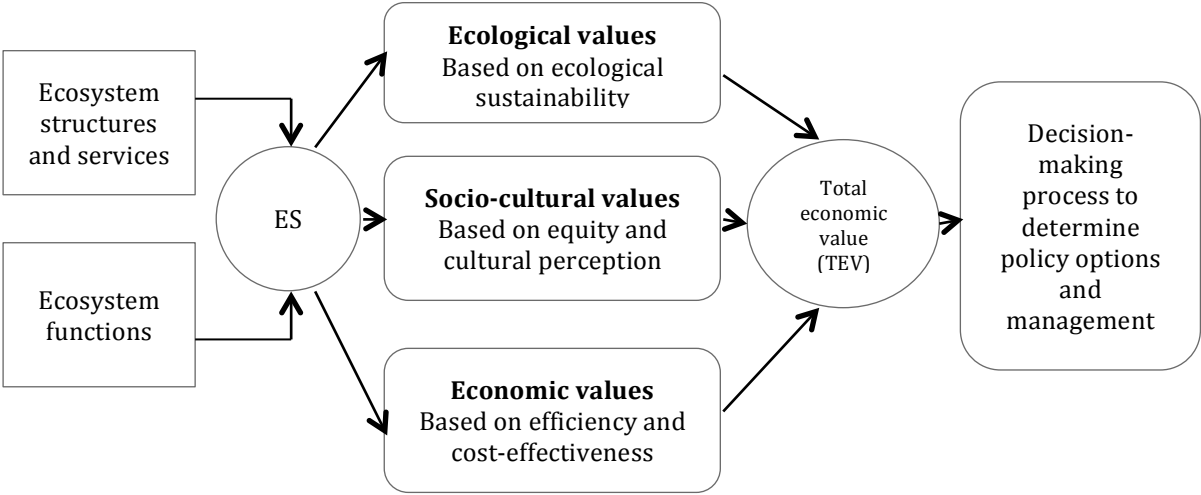 Ecosystem
structures
and services
Ecosystem
functions
ES
Ecological values
Based on ecological
sustainability
Socio-cultural values
Based on equity and
cultural perception
Economic values
Based on efficiency and
cost-effectiveness
Total
economic
value
(TEV)
Decision-
making
process to
determine
policy options
and
management